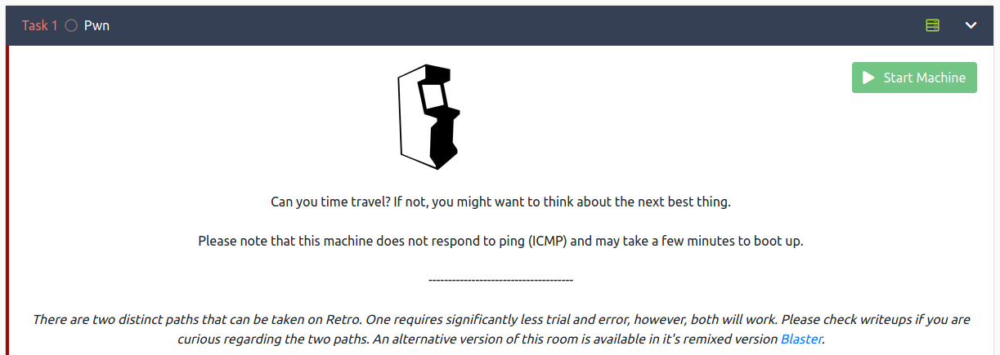 Task 1 Pwn
Start Machine
Can you time travel? If not, you might want to think about the next best thing.
Please note that this machine does not respond to ping (ICMP) and may take a few minutes to boot up.
-------------------------------------
There are two distinct paths that can be taken on Retro. One requires significantly less trial and error, however, both will work. Please check writeups if you are
curious regarding the two paths. An alternative version of this room is available in it's remixed version Blaster.